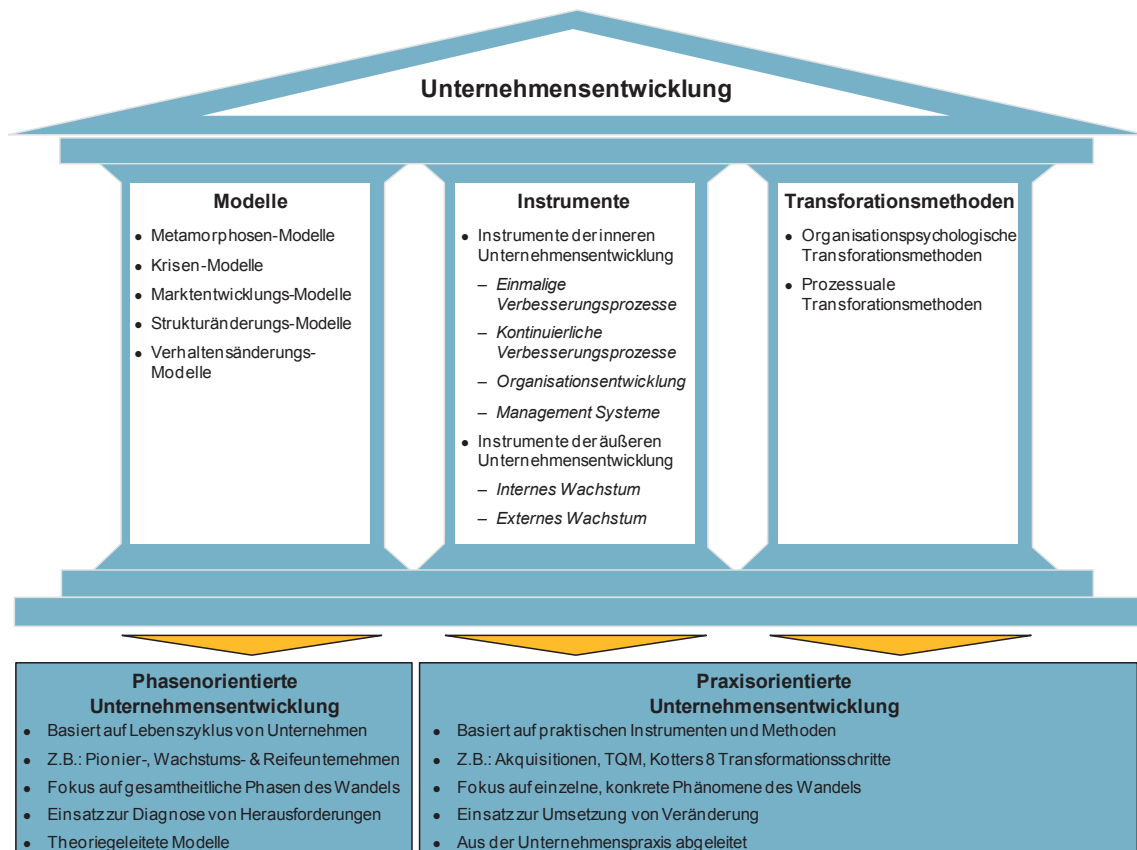 Unternehmensentwicklung
Modelle
• Metamorphosen-Modelle
• Krisen-Modelle
• Marktentwicklungs-Modelle
• Strukturänderungs-Modelle
• Verhaltensänderungs-
Modelle
Instrumente
• Instrumente der inneren
Unternehmensentwicklung
– Einmalige
Verbesserungsprozesse
– Kontinuierliche
Verbesserungsprozesse
– Organisationsentwicklung
– Management Systeme
• Instrumente der äußeren
Unternehmensentwicklung
– Internes Wachstum
– Externes Wachstum
Transforationsmethoden
• Organisationspsychologische
Transforationsmethoden
• Prozessuale
Transforationsmethoden
Phasenorientierte
Unternehmensentwicklung
• Basiert auf Lebenszyklus von Unternehmen
• Z.B.: Pionier-, Wachstums- & Reifeunternehmen
• Fokus auf gesamtheitliche Phasen des Wandels
• Einsatz zur Diagnose von Herausforderungen
• Theoriegeleitete Modelle
Praxisorientierte
Unternehmensentwicklung
• Basiert auf praktischen Instrumenten und Methoden
• Z.B.: Akquisitionen, TQM, Kotters 8 Transformationsschritte
• Fokus auf einzelne, konkrete Phänomene des Wandels
• Einsatz zur Umsetzung von Veränderung
• Aus der Unternehmenspraxis abgeleitet